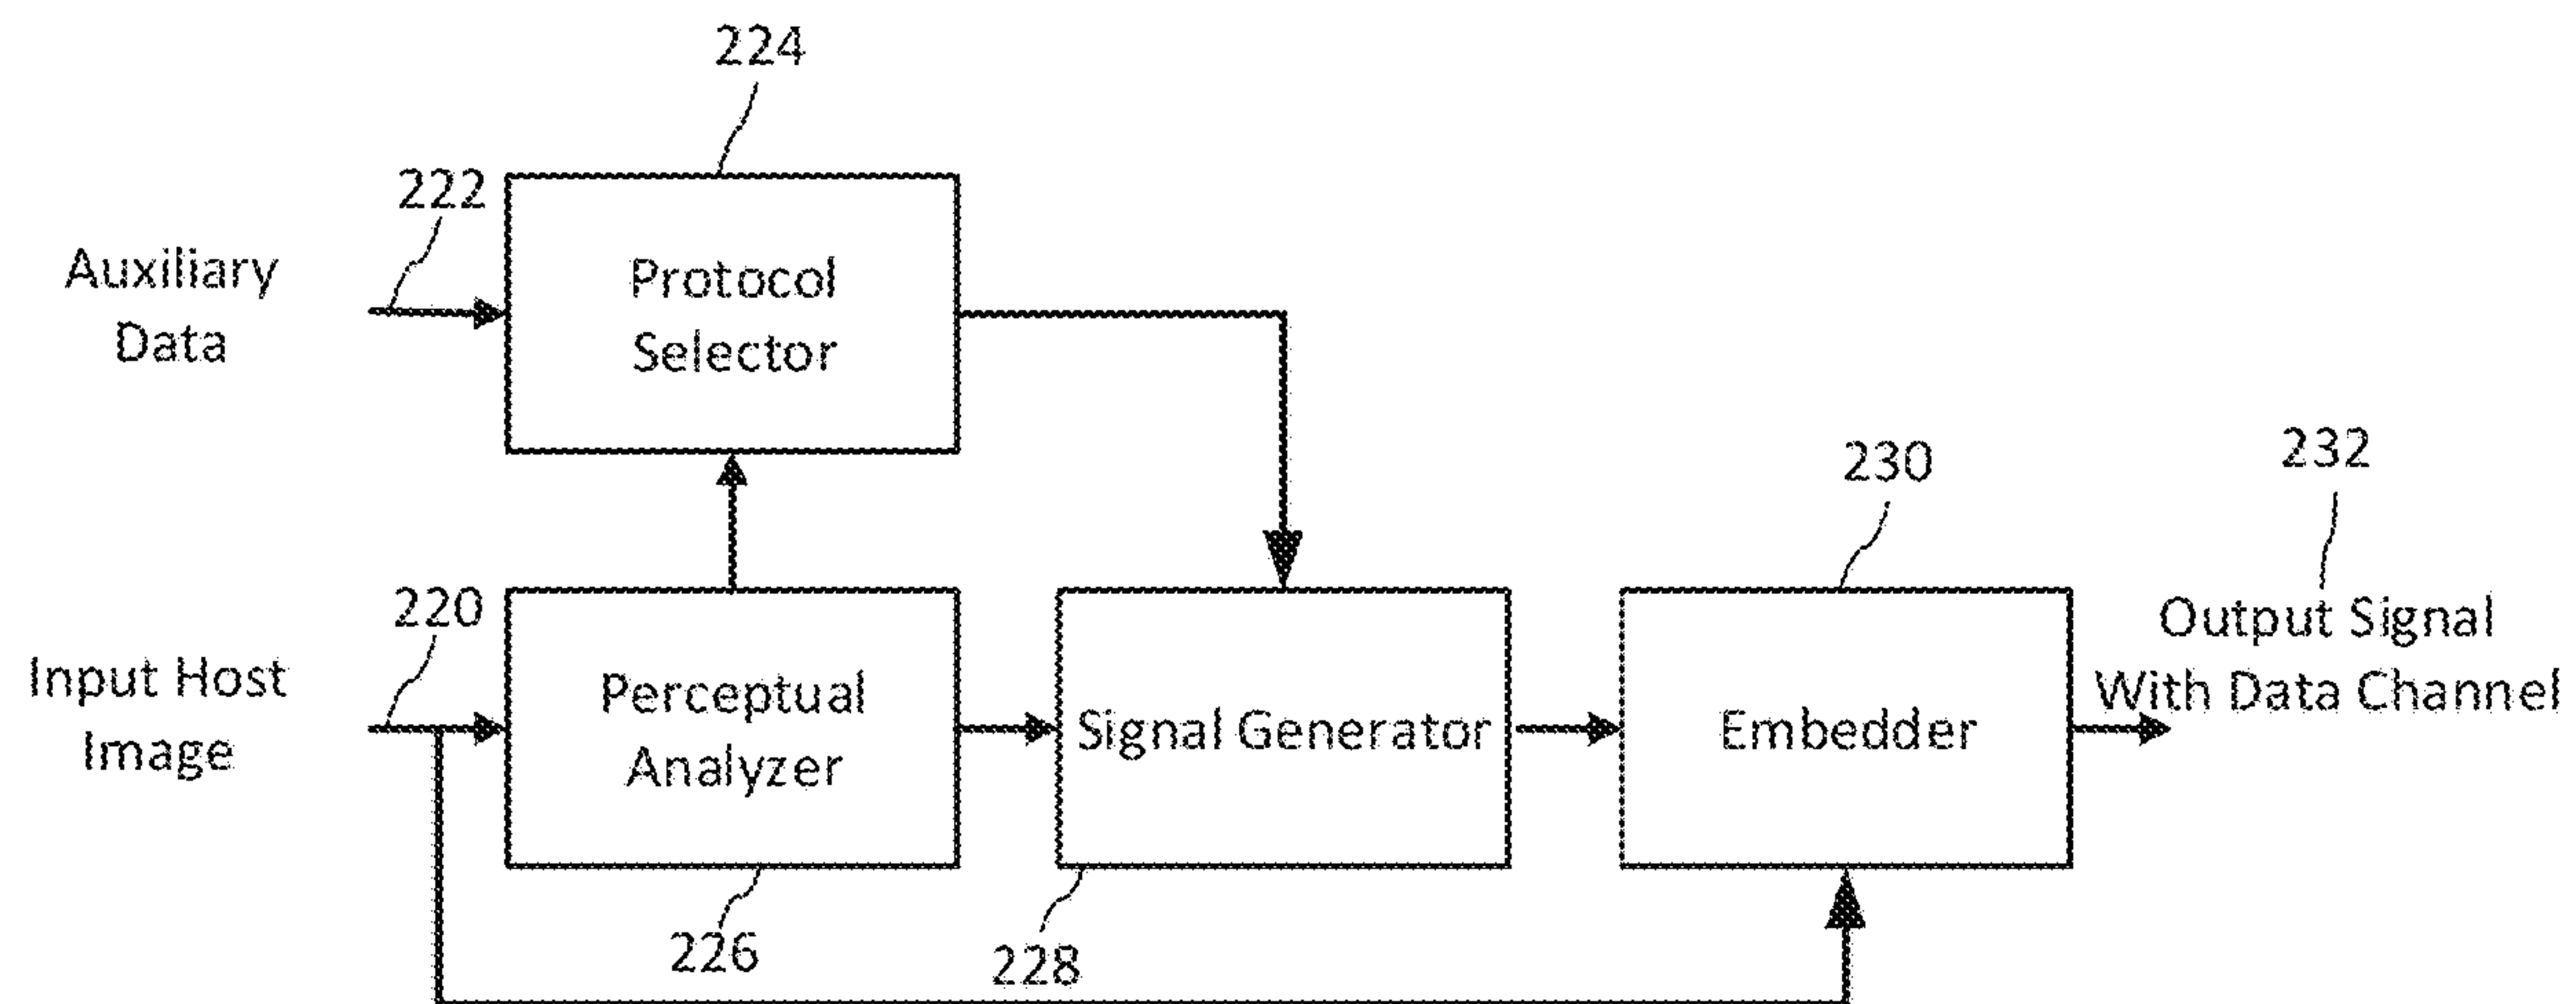 224
222
Auxiliary
Data
Protocol
Selector
230
232
220
Input Host
Image
Perceptual
Analyzer
Signal Generator
Embedder
Output Signal
With Data Channel
226
228